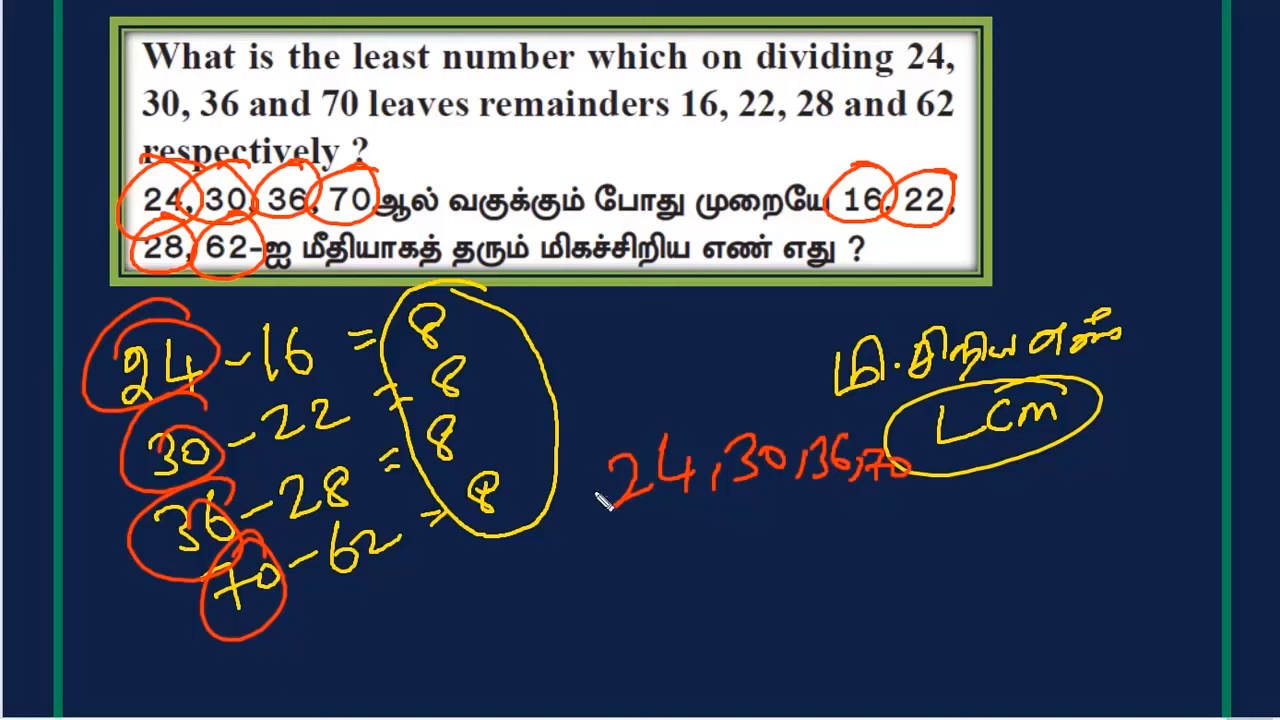 What is the least number which on dividing 24,
30, 36 and 70 leaves remainders 16, 22, 28 and 62
respectively ?
24, 30, 36, 70ஆல் வகுக்கும் போது முறையே 16, 22,
28, 62-ஐ மீதியாகத் தரும் மிகச்சிறிய எண் எது ?
24 - 16 = 8
30 - 22 = 8
36 - 28 = 8
70 - 62 = 8
மி.சிறிய எண்
LCM
24, 30, 36, 70